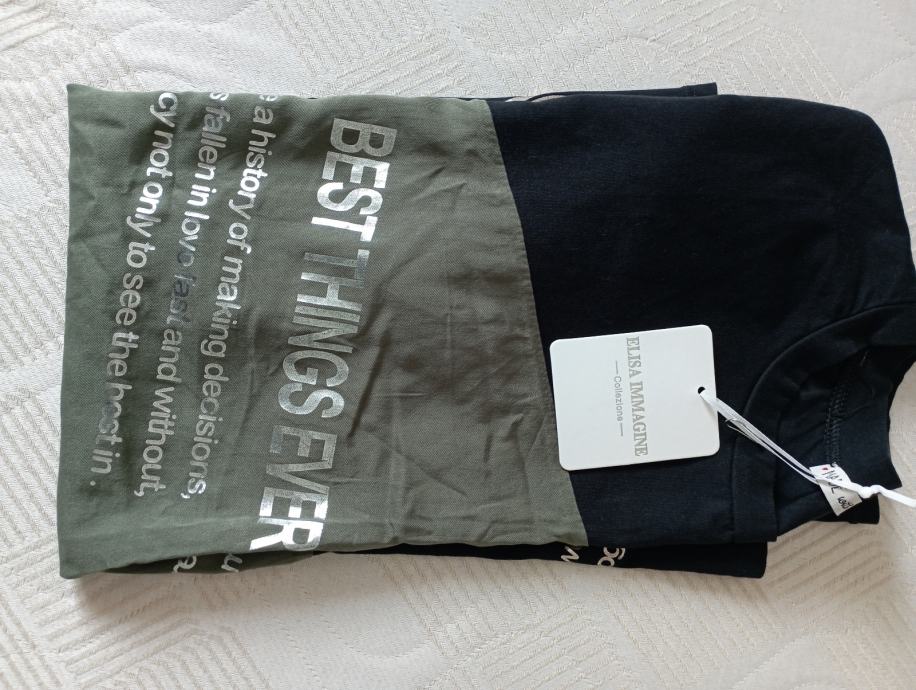 ELISA IMMAGINE
Collezione
BEST THINGS EVER
a history of making decisions,
fallen in love fast and without,
cy not only to see the best in.